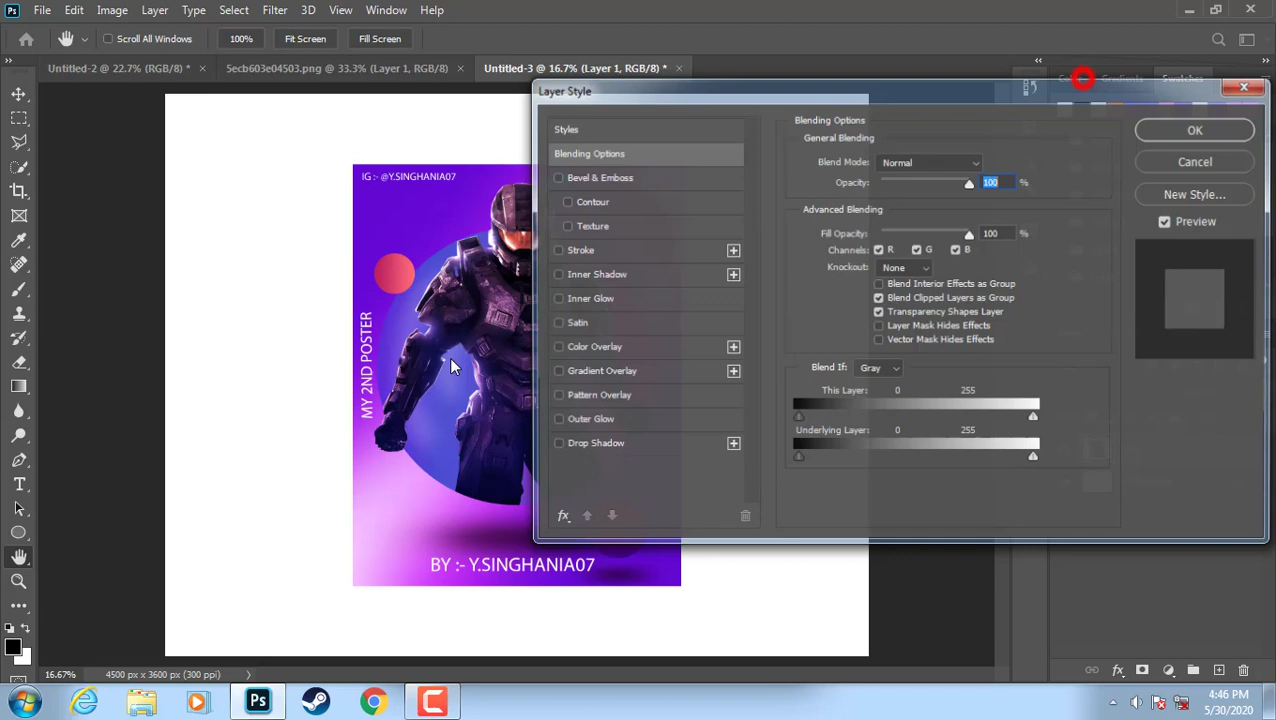 Ps File Edit Image Layer Type Select Filter 3D View Window Help
Scroll All Windows 100% Fit Screen Fill Screen
Untitled-2 @ 22.7% (RGB/8) * × 5ecb603e04503.png @ 33.3% (Layer 1, RGB/8) × Untitled-3 @ 16.7% (Layer 1, RGB/8) * ×
Gradients Swatches
IG :- @Y.SINGHANIA07
MY 2ND POSTER
BY :- Y.SINGHANIA07
Layer Style
Styles
Blending Options
Bevel & Emboss
Contour
Texture
Stroke
Inner Shadow
Inner Glow
Satin
Color Overlay
Gradient Overlay
Pattern Overlay
Outer Glow
Drop Shadow
fx
Blending Options
General Blending
Blend Mode: Normal
Opacity: 100 %
Advanced Blending
Fill Opacity: 100 %
Channels: R G B
Knockout: None
Blend Interior Effects as Group
Blend Clipped Layers as Group
Transparency Shapes Layer
Layer Mask Hides Effects
Vector Mask Hides Effects
Blend If: Gray
This Layer: 0 255
Underlying Layer: 0 255
OK
Cancel
New Style...
Preview
16.67% 4500 px x 3600 px (300 ppi)
fx
Ps
4:46 PM
5/30/2020